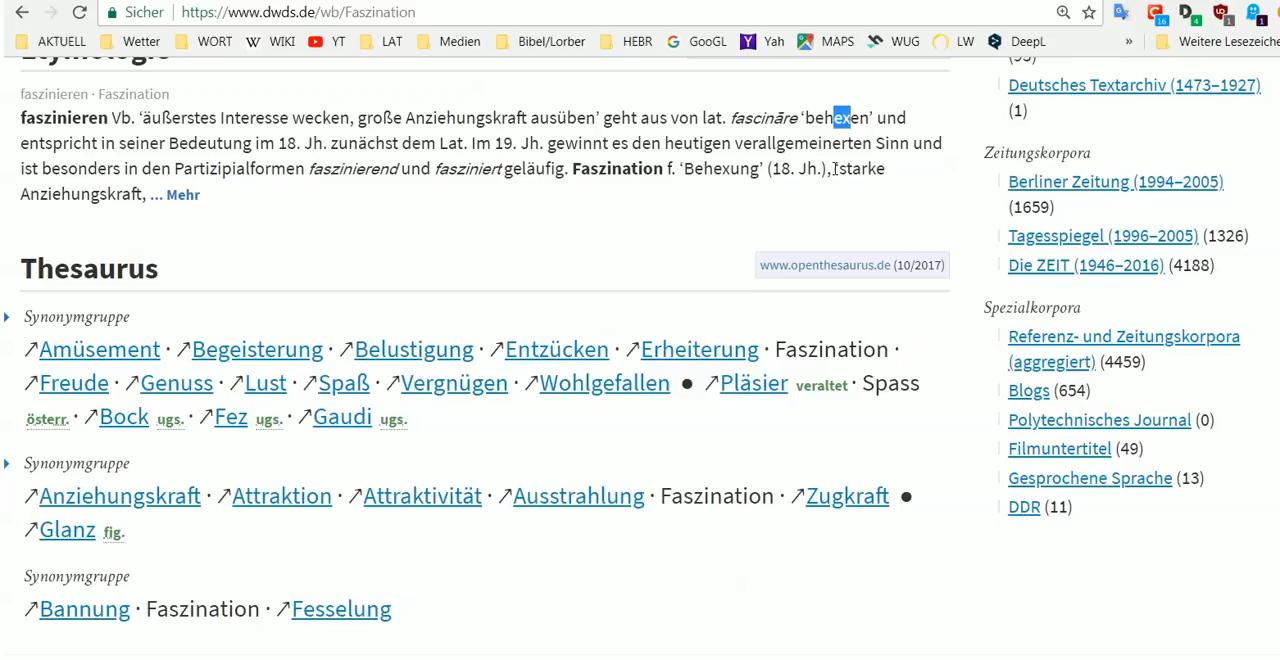 Sicher https://www.dwds.de/wb/Faszination
16 4 1 1
AKTUELL Wetter WORT WIKI YT LAT Medien Bibel/Lorber HEBR GooGL Yah MAPS WUG LW DeepL » Weitere Lesezeiche
Etymologie
faszinieren · Faszination
faszinieren Vb. ‘äußerstes Interesse wecken, große Anziehungskraft ausüben’ geht aus von lat. fascināre ‘behexen’ und
entspricht in seiner Bedeutung im 18. Jh. zunächst dem Lat. Im 19. Jh. gewinnt es den heutigen verallgemeinerten Sinn und
ist besonders in den Partizipialformen faszinierend und fasziniert geläufig. Faszination f. ‘Behexung’ (18. Jh.), ‘starke
Anziehungskraft, ... Mehr
Thesaurus
www.openthesaurus.de (10/2017)
Synonymgruppe
↗Amüsement · ↗Begeisterung · ↗Belustigung · ↗Entzücken · ↗Erheiterung · Faszination ·
↗Freude · ↗Genuss · ↗Lust · ↗Spaß · ↗Vergnügen · ↗Wohlgefallen ● ↗Pläsier veraltet · Spass
österr. · ↗Bock ugs. · ↗Fez ugs. · ↗Gaudi ugs.
Synonymgruppe
↗Anziehungskraft · ↗Attraktion · ↗Attraktivität · ↗Ausstrahlung · Faszination · ↗Zugkraft ●
↗Glanz fig.
Synonymgruppe
↗Bannung · Faszination · ↗Fesselung
Deutsches Textarchiv (1473–1927)
(1)
Zeitungskorpora
Berliner Zeitung (1994–2005)
(1659)
Tagesspiegel (1996–2005) (1326)
Die ZEIT (1946–2016) (4188)
Spezialkorpora
Referenz- und Zeitungskorpora
(aggregiert) (4459)
Blogs (654)
Polytechnisches Journal (0)
Filmuntertitel (49)
Gesprochene Sprache (13)
DDR (11)